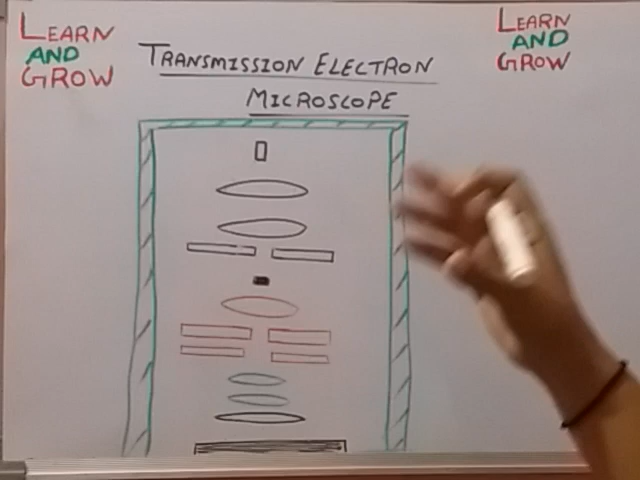 LEARN
AND
GROW
TRANSMISSION ELECTRON
MICROSCOPE
LEARN
AND
GROW